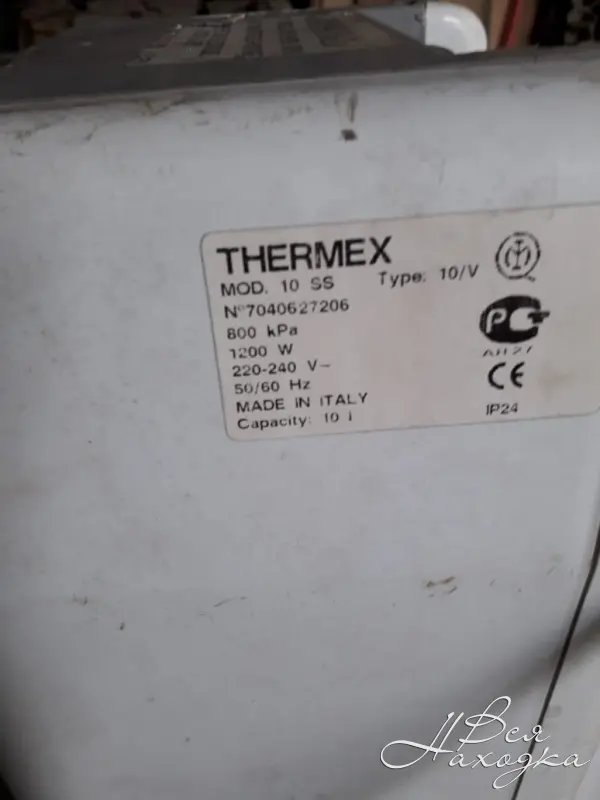 THERMEX
MOD. 10 SS Type: 10/V
N°7040627206
800 kPa
1200 W
220-240 V~
50/60 Hz
MADE IN ITALY
Capacity: 10 l
РСТ
CE
IP24
Вся Находка